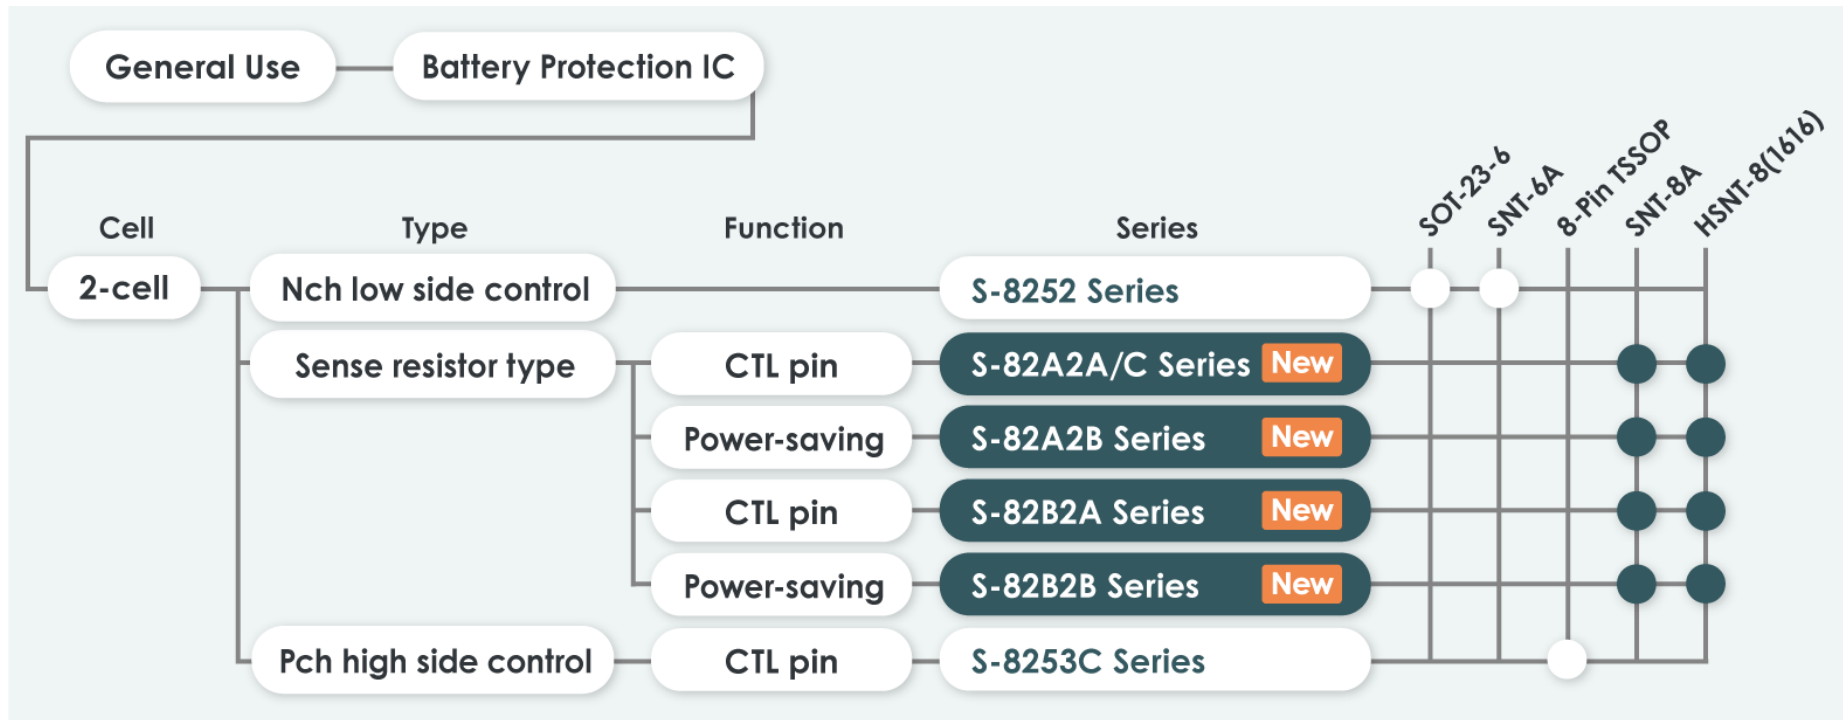 General Use
Battery Protection IC
Cell
Type
Function
Series
SOT-23-6
SNT-6A
8-Pin TSSOP
SNT-8A
HSNT-8(1616)
2-cell
Nch low side control
S-8252 Series
Sense resistor type
CTL pin
S-82A2A/C Series New
Power-saving
S-82A2B Series New
CTL pin
S-82B2A Series New
Power-saving
S-82B2B Series New
Pch high side control
CTL pin
S-8253C Series